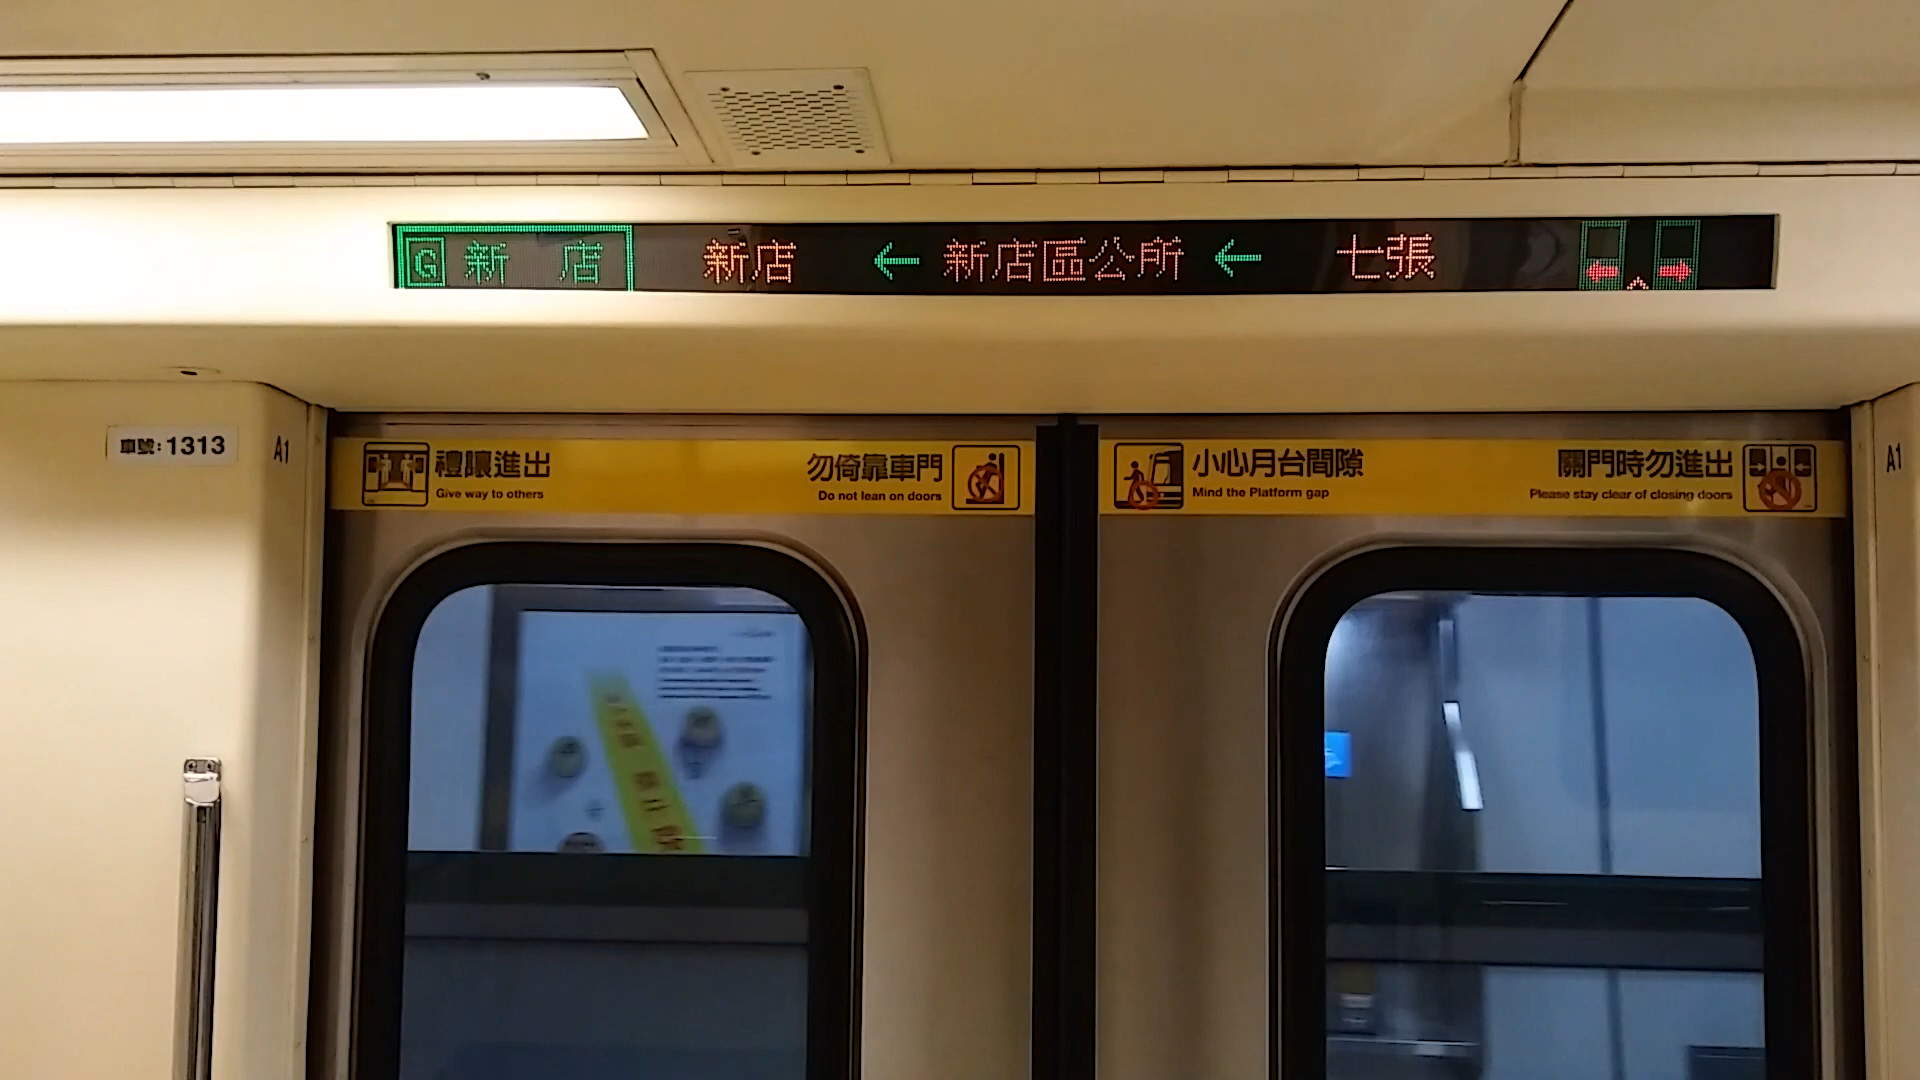 G 新店 新店 ← 新店區公所 ← 七張
車號:1313
A1
禮讓進出
Give way to others
勿倚靠車門
Do not lean on doors
小心月台間隙
Mind the Platform gap
關門時勿進出
Please stay clear of closing doors
A1